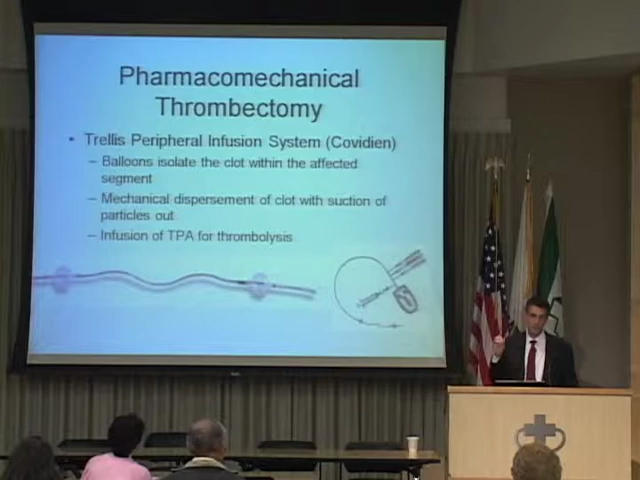 Pharmacomechanical
Thrombectomy
• Trellis Peripheral Infusion System (Covidien)
– Balloons isolate the clot within the affected
segment
– Mechanical dispersement of clot with suction of
particles out
– Infusion of TPA for thrombolysis